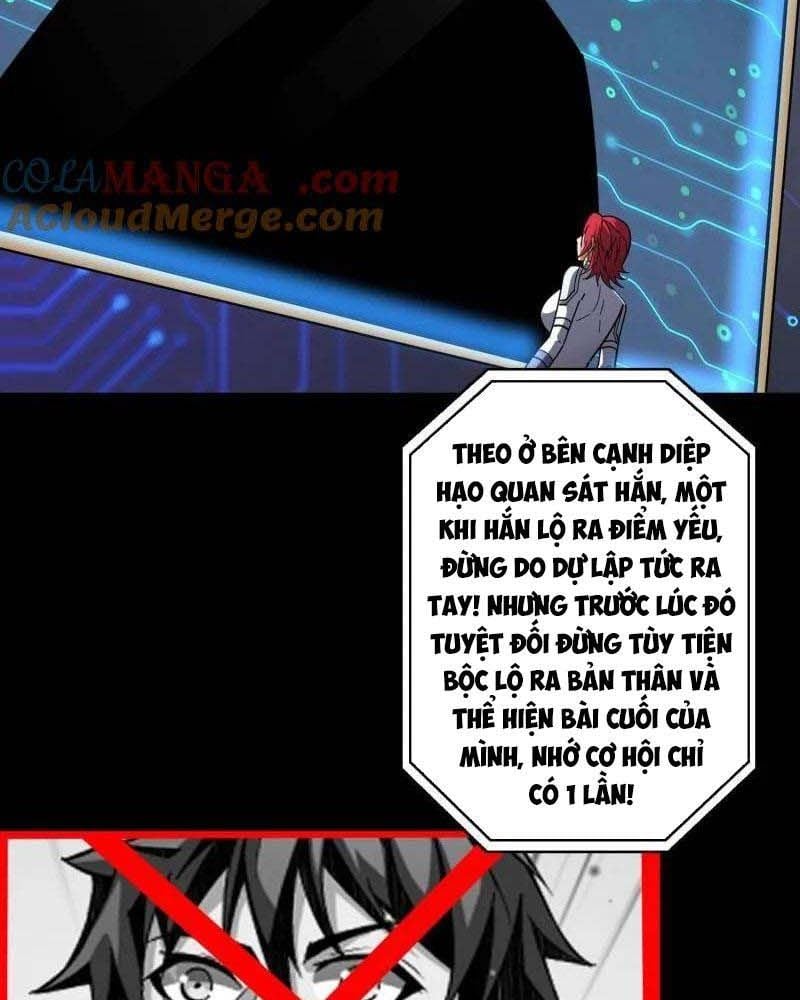 COLAMANGA.com
ACloudMerge.com
THEO Ở BÊN CẠNH DIỆP
HẠO QUAN SÁT HẮN, MỘT
KHI HẮN LỘ RA ĐIỂM YẾU,
ĐỪNG DO DỰ LẬP TỨC RA
TAY! NHƯNG TRƯỚC LÚC ĐÓ
TUYỆT ĐỐI ĐỪNG TÙY TIỆN
BỘC LỘ RA BẢN THÂN VÀ
THỂ HIỆN BÀI CUỐI CỦA
MÌNH, NHỚ CƠ HỘI CHỈ
CÓ 1 LẦN!